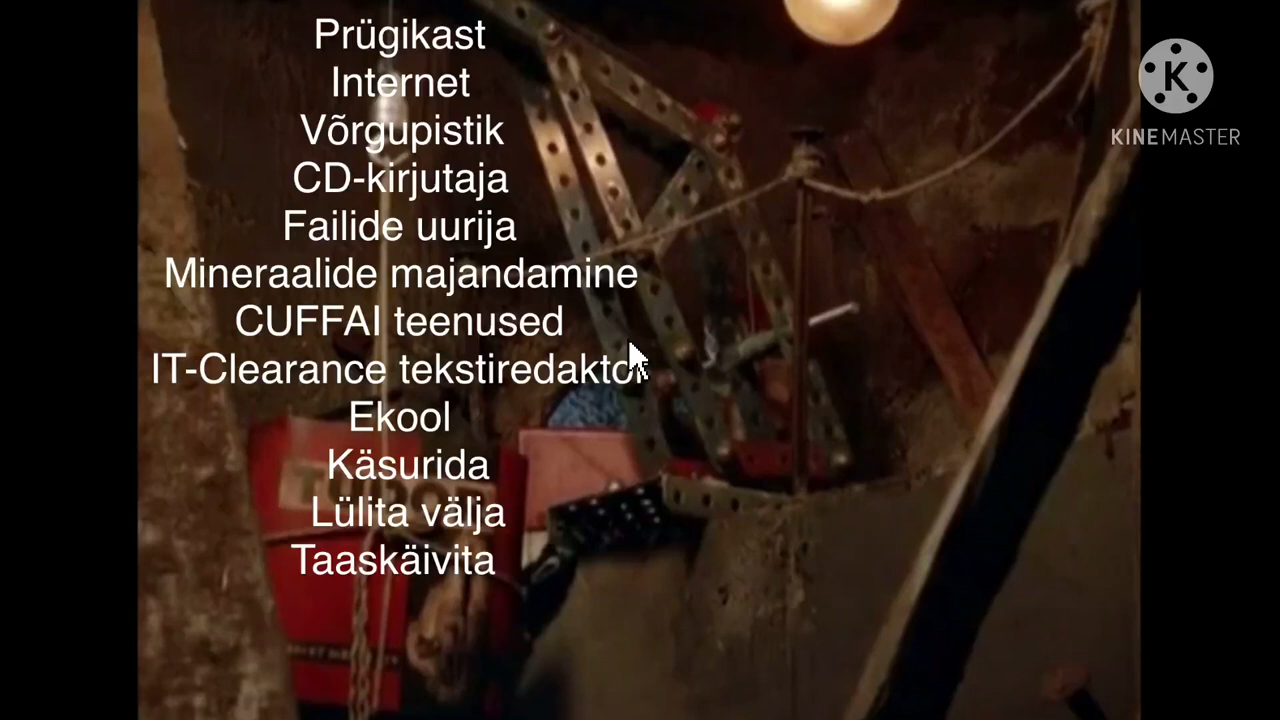 Prügikast
Internet
Võrgupistik
CD-kirjutaja
Failide uurija
Mineraalide majandamine
CUFFAI teenused
IT-Clearance tekstiredaktor
Ekool
Käsurida
Lülita välja
Taaskäivita
K
KINEMASTER